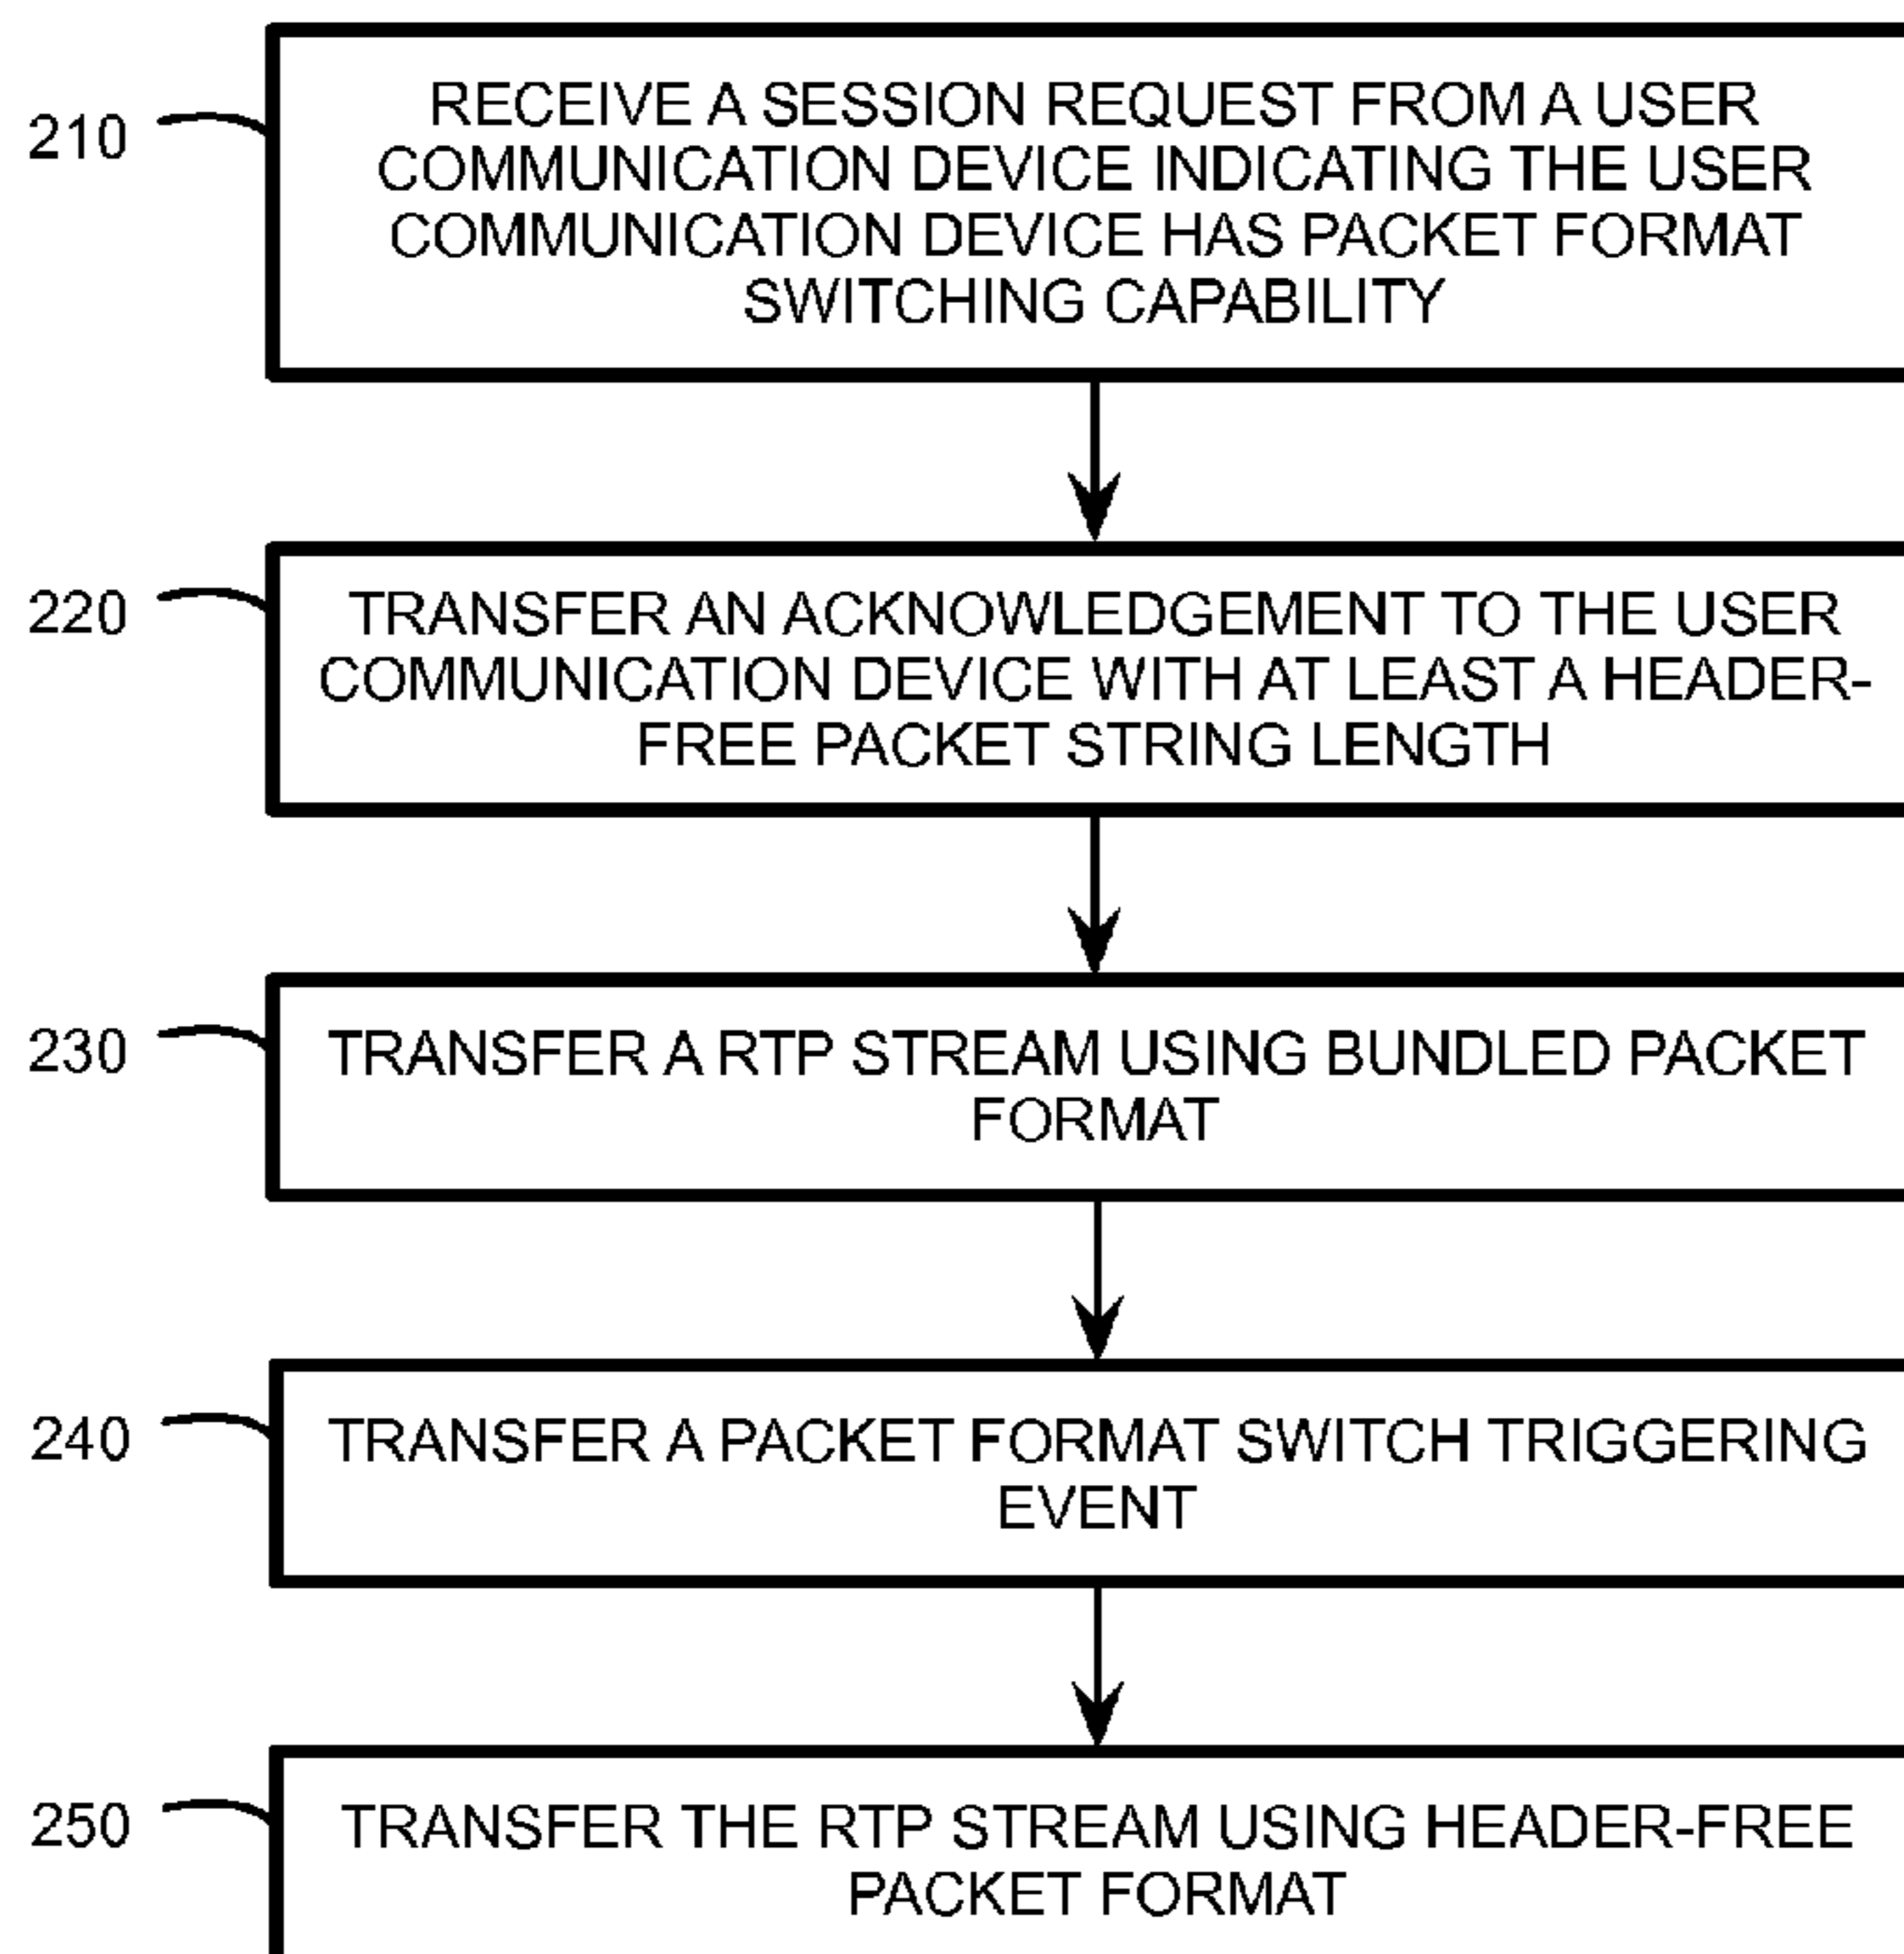 210
RECEIVE A SESSION REQUEST FROM A USER
COMMUNICATION DEVICE INDICATING THE USER
COMMUNICATION DEVICE HAS PACKET FORMAT
SWITCHING CAPABILITY
220
TRANSFER AN ACKNOWLEDGEMENT TO THE USER
COMMUNICATION DEVICE WITH AT LEAST A HEADER-
FREE PACKET STRING LENGTH
230
TRANSFER A RTP STREAM USING BUNDLED PACKET
FORMAT
240
TRANSFER A PACKET FORMAT SWITCH TRIGGERING
EVENT
250
TRANSFER THE RTP STREAM USING HEADER-FREE
PACKET FORMAT